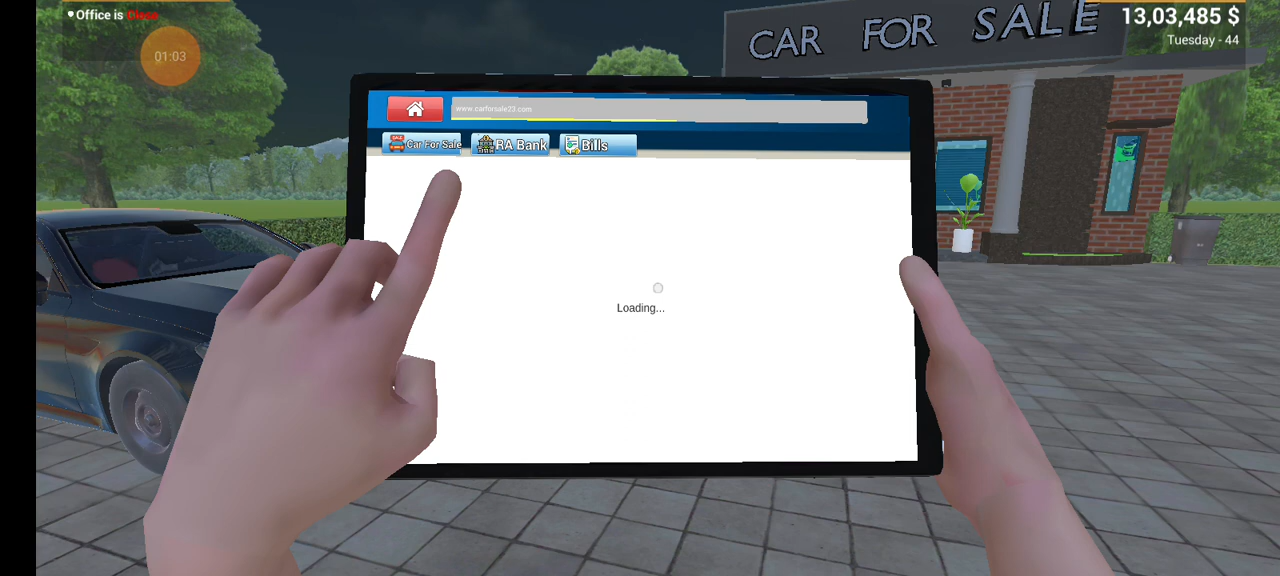 Office is Close
13,03,485 $
Tuesday - 44
01:03
CAR FOR SALE
www.carforsale23.com
Car For Sale
RA Bank
Bills
Loading...